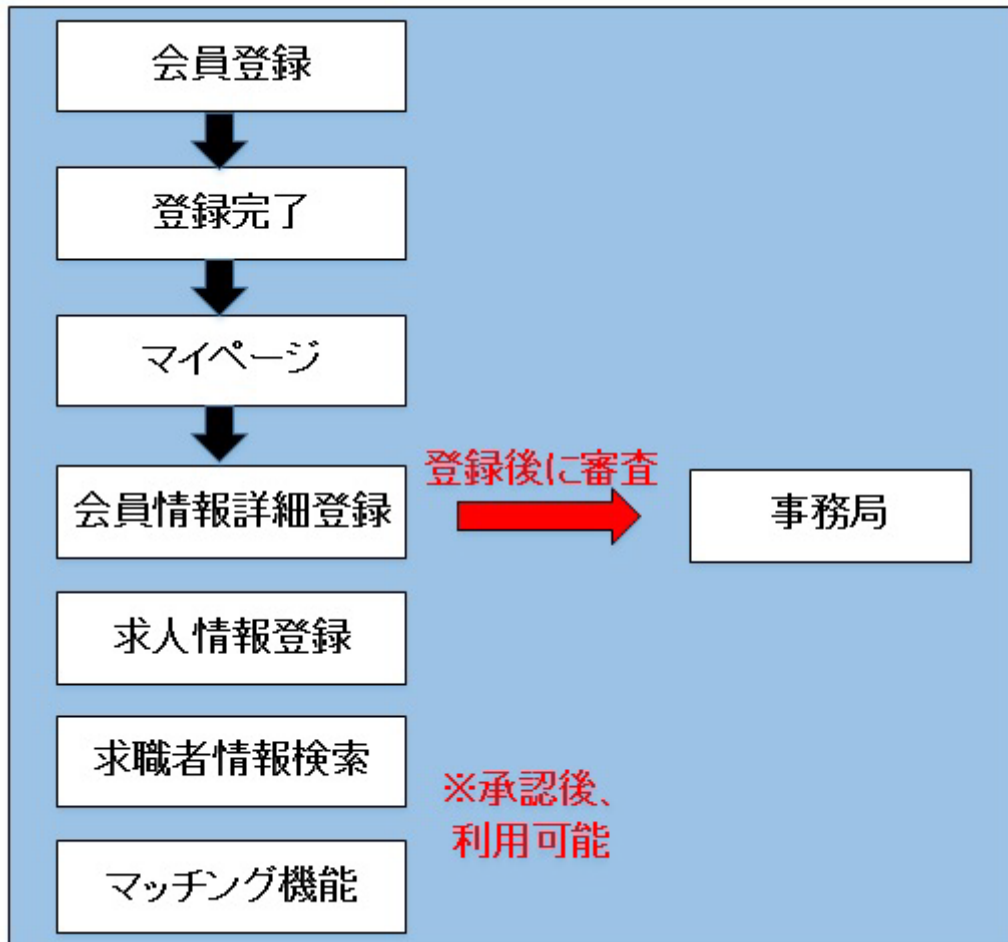 会員登録
登録完了
マイページ
会員情報詳細登録
登録後に審査
事務局
求人情報登録
求職者情報検索
※承認後、
利用可能
マッチング機能